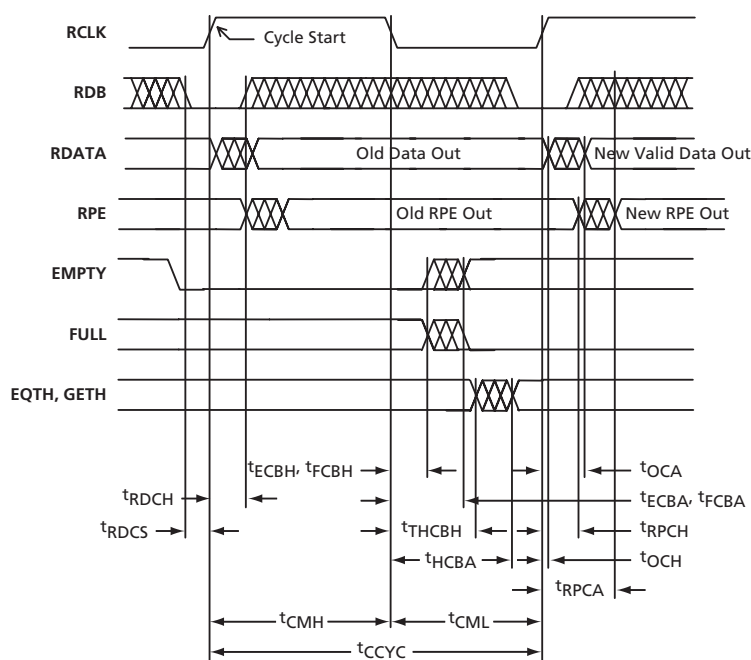 RCLK
Cycle Start
RDB
RDATA
Old Data Out
New Valid Data Out
RPE
Old RPE Out
New RPE Out
EMPTY
FULL
EQTH, GETH
tECBH, tFCBH
tOCA
tRDCH
tECBA, tFCBA
tRDCS
tTHCBH
tRPCH
tHCBA
tOCH
tRPCA
tCMH
tCML
tCCYC